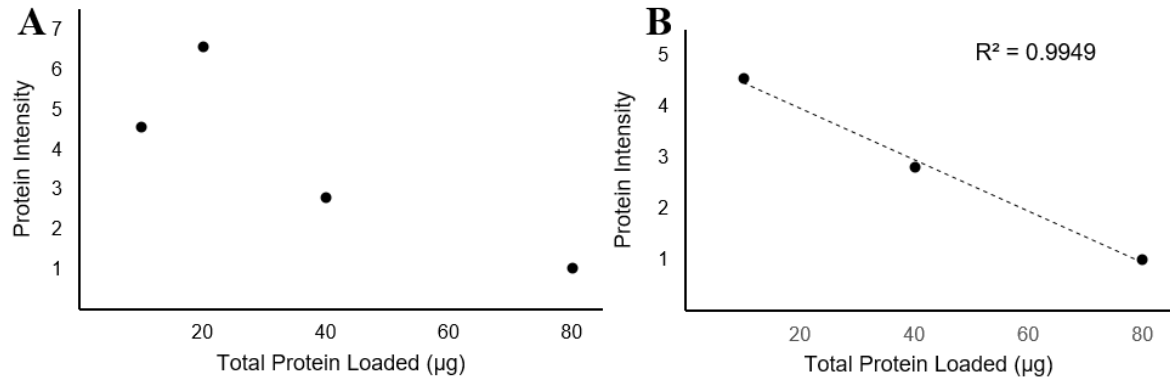 A
Protein Intensity
7
6
5
4
3
2
1
20 40 60 80
Total Protein Loaded (µg)
B
R² = 0.9949
Protein Intensity
5
4
3
2
1
20 40 60 80
Total Protein Loaded (µg)